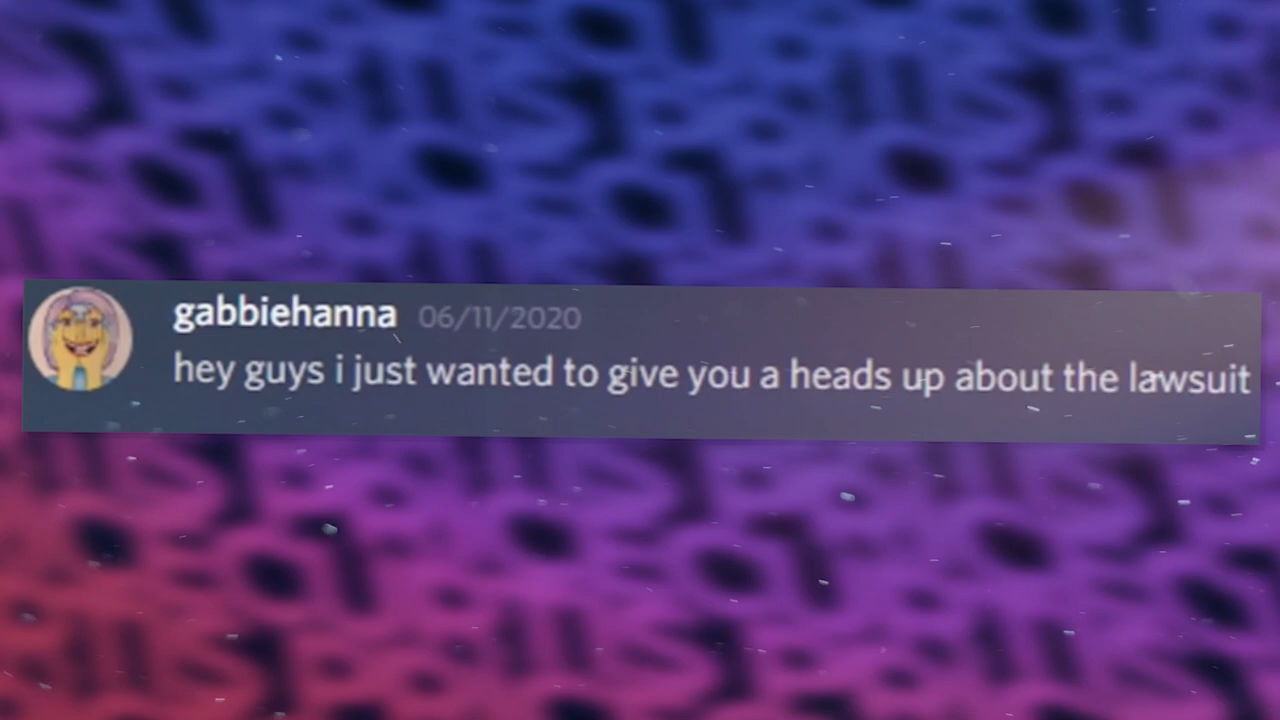 gabbiehanna 06/11/2020
hey guys i just wanted to give you a heads up about the lawsuit